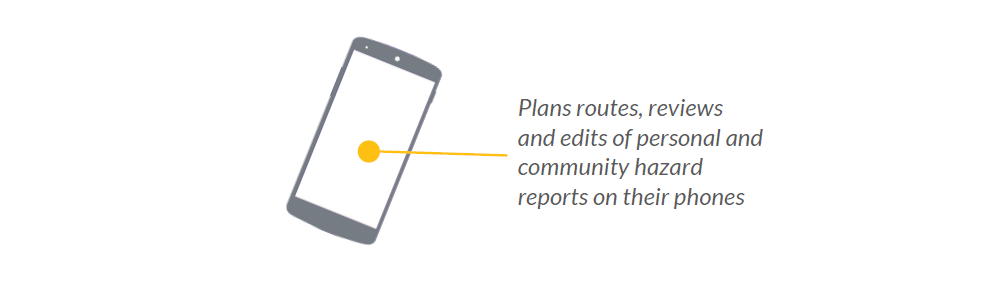 Plans routes, reviews
and edits of personal and
community hazard
reports on their phones